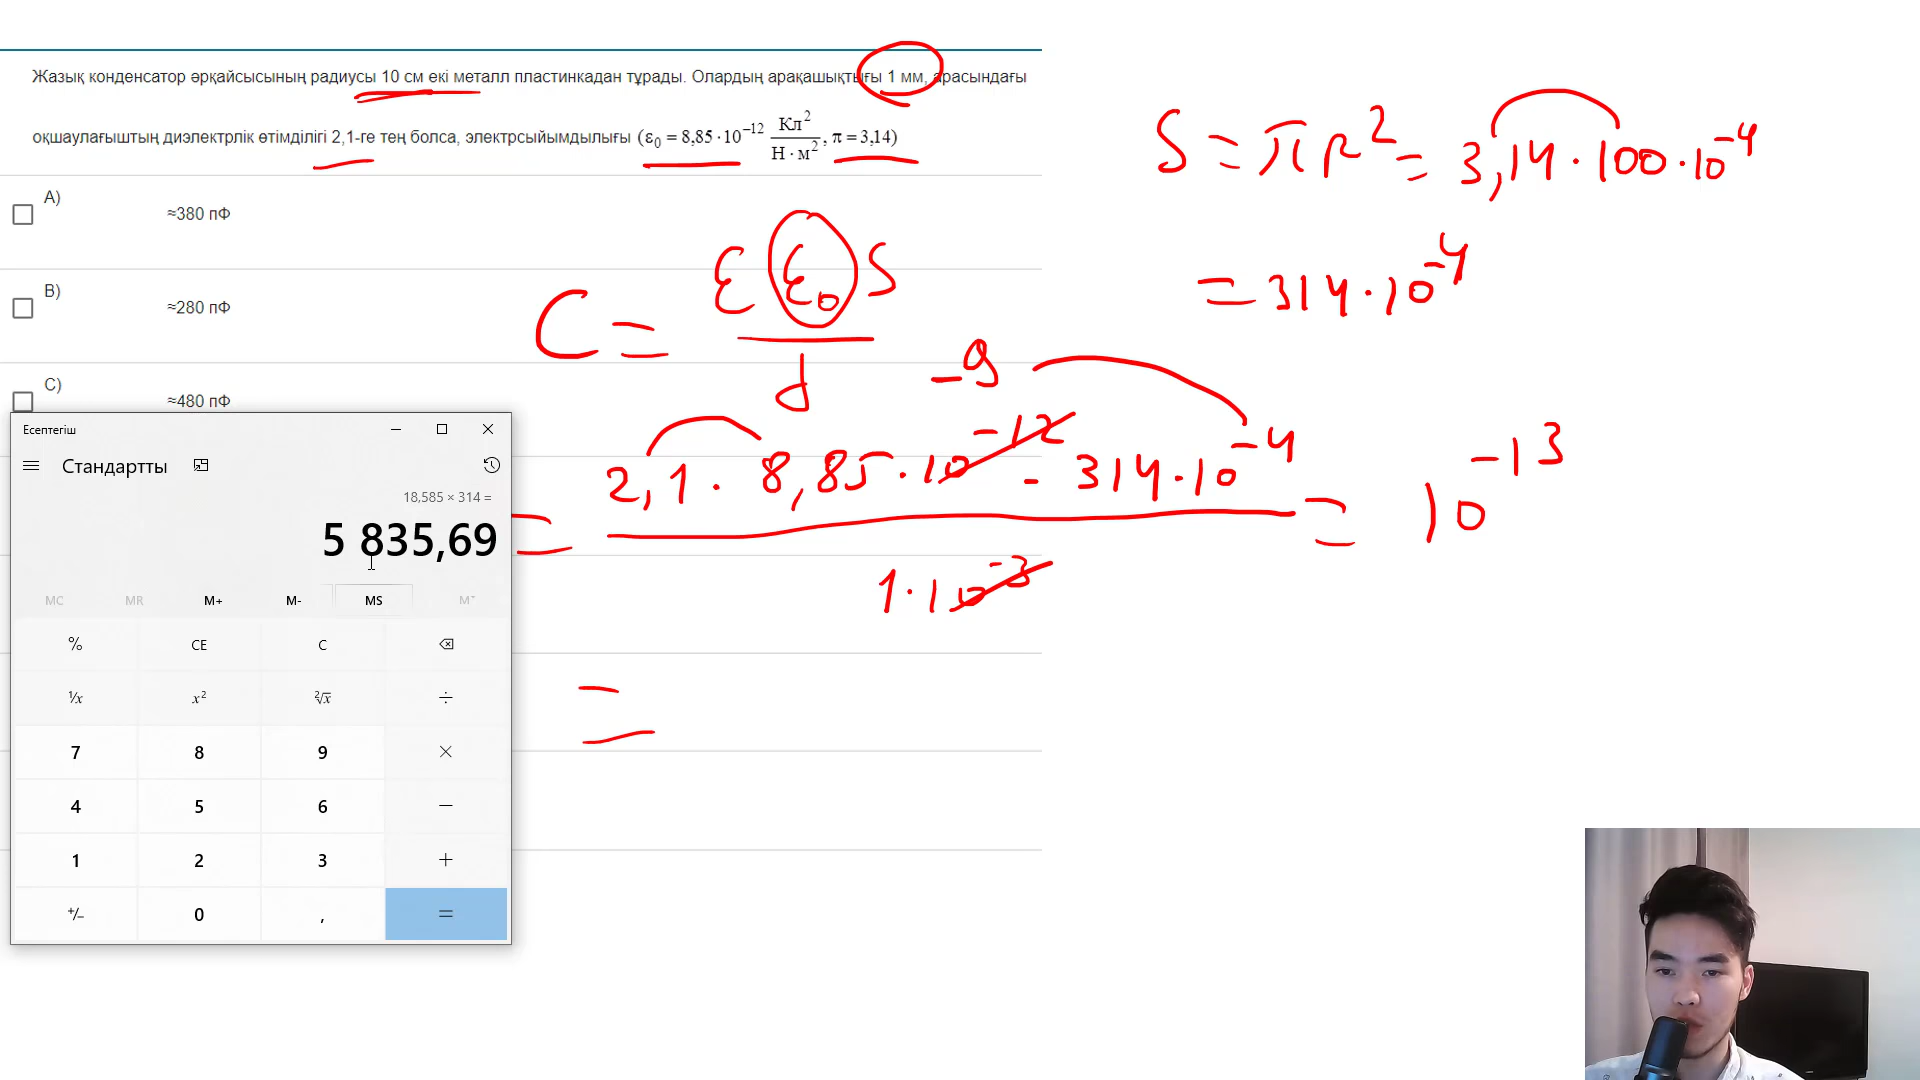 Жазық конденсатор әрқайсысының радиусы 10 см екі металл пластинкадан тұрады. Олардың арақашықтығы 1 мм, арасындағы
оқшаулағыштың диэлектрлік өтімділігі 2,1-ге тең болса, электрсыйымдылығы (ε₀ = 8,85·10⁻¹² Кл²/Н·м², π = 3,14)
A)
≈380 пФ
B)
≈280 пФ
C)
≈480 пФ
S = πR² = 3,14·100·10⁻⁴
= 314·10⁻⁴
C = εε₀S
d
-9
= 2,1·8,85·10⁻¹²·314·10⁻⁴ = 10⁻¹³
1·10⁻³
=
Есептегіш
Стандартты
18,585 × 314 =
5 835,69
MC MR M+ M- MS M˅
% CE C
¹/x x² ²√x ÷
7 8 9 ×
4 5 6 −
1 2 3 +
⁺/₋ 0 , =